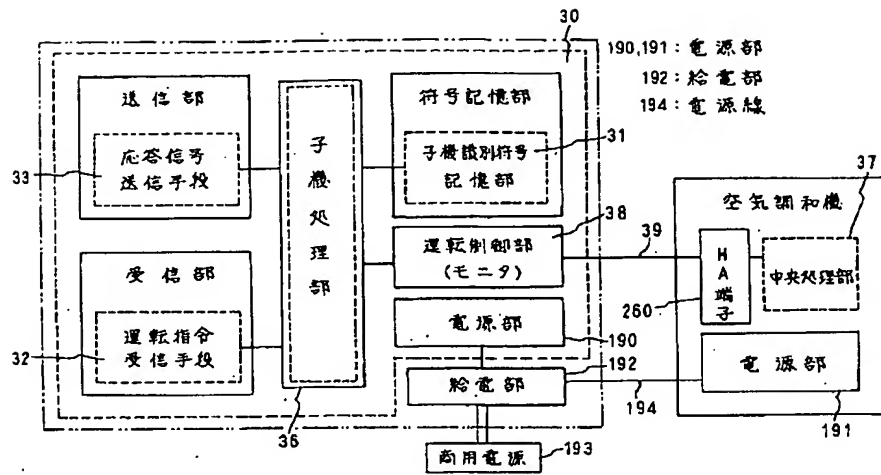 30
190,191：電源部
192：給電部
194：電源線
送信部
応答信号
送信手段
33
子機処理部
符号記憶部
31
子機識別符号
記憶部
38
運転制御部
(モニタ)
39
37
空気調和機
HA端子
中央処理部
260
受信部
運転指令
受信手段
32
電源部
190
192
給電部
電源部
194
191
36
商用電源
193